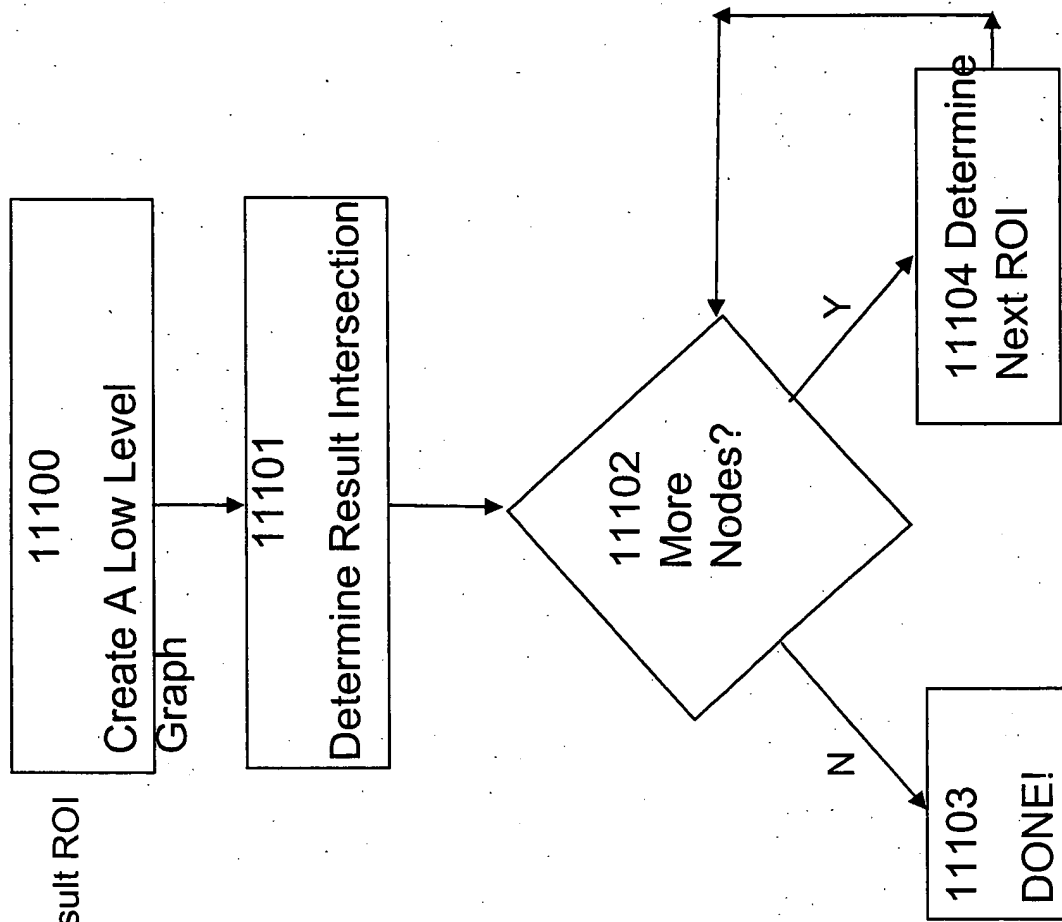 11100
Create A Low Level
Graph
11101
Determine Result Intersection
11102
More
Nodes?
Y
N
11104 Determine
Next ROI
11103
DONE!
sult ROI